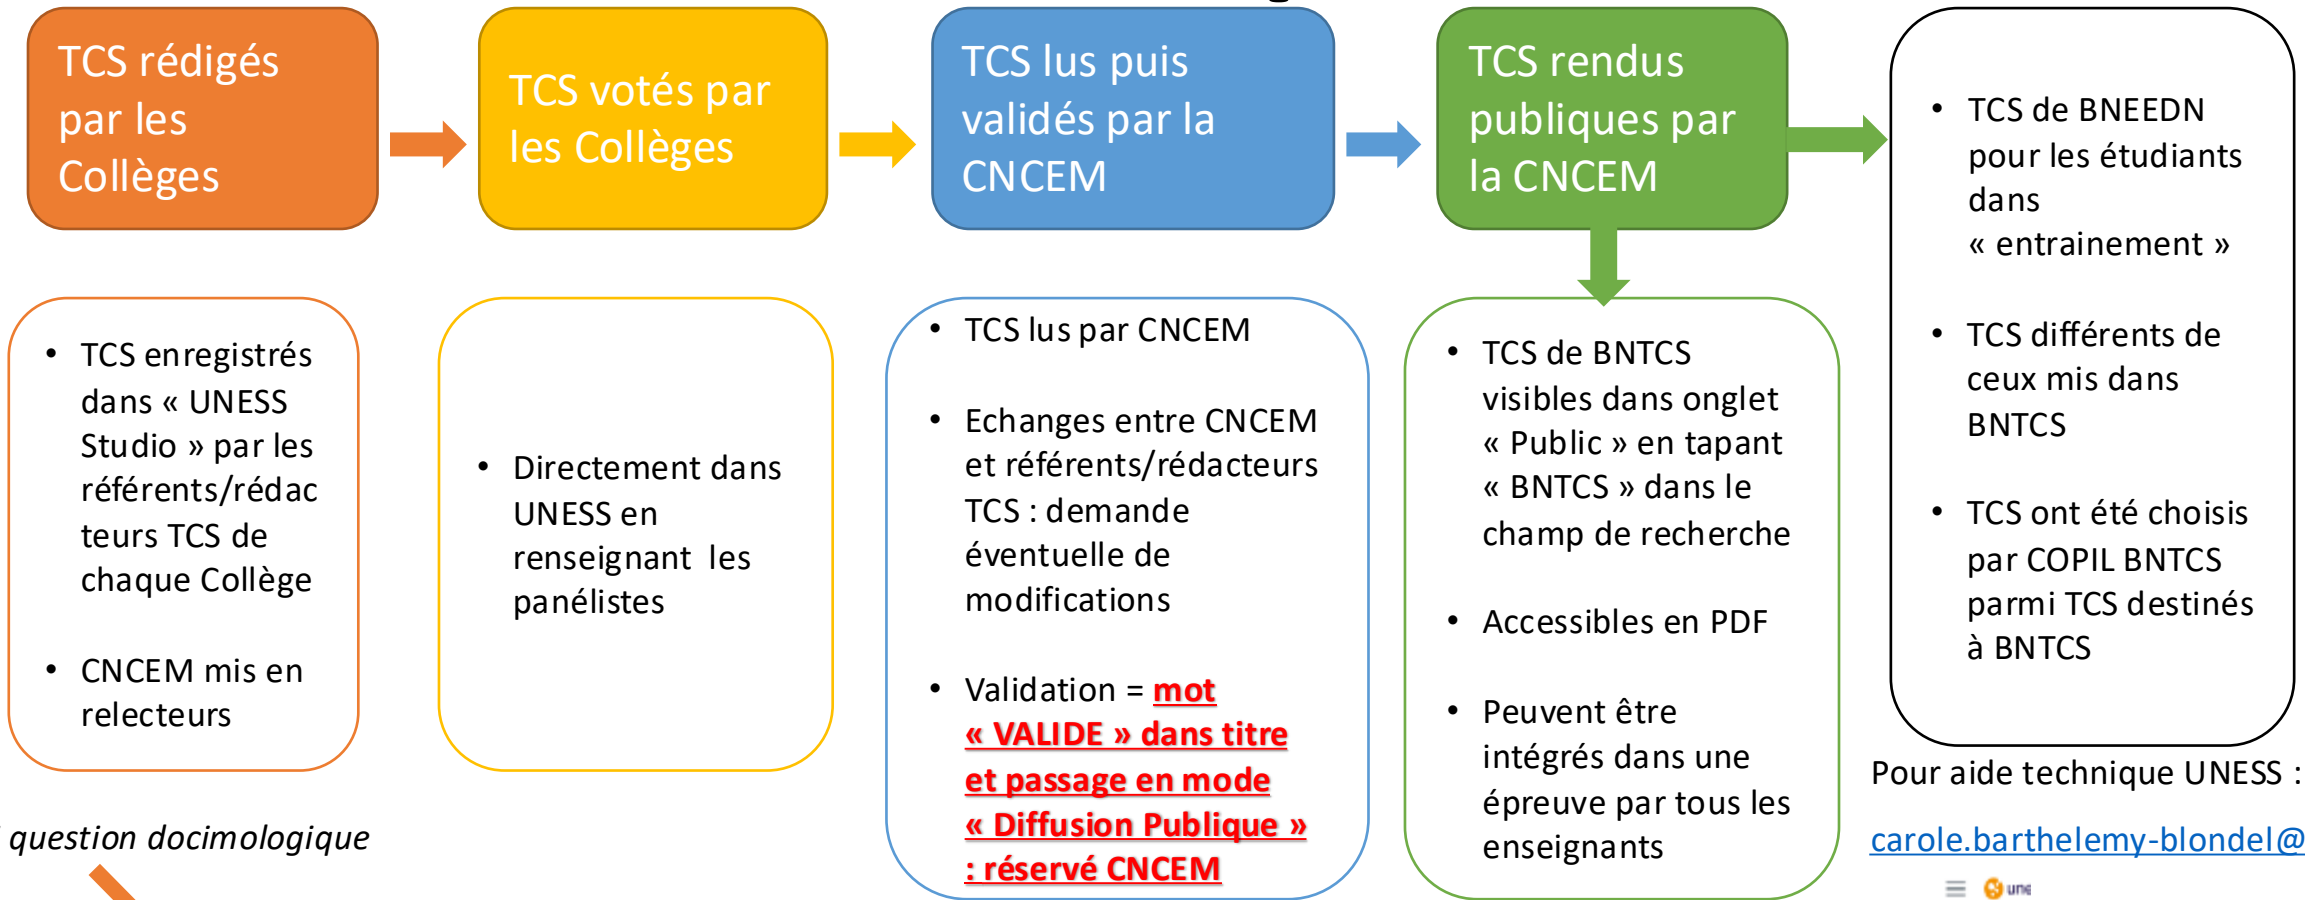 TCS rédigés
par les
Collèges
TCS votés par
les Collèges
TCS lus puis
validés par la
CNCEM
TCS rendus
publiques par
la CNCEM
• TCS de BNEEDN
pour les étudiants
dans
« entrainement »
• TCS différents de
ceux mis dans
BNTCS
• TCS ont été choisis
par COPIL BNTCS
parmi TCS destinés
à BNTCS
• TCS enregistrés
dans « UNESS
Studio » par les
référents/rédac
teurs TCS de
chaque Collège
• CNCEM mis en
relecteurs
• Directement dans
UNESS en
renseignant les
panélistes
• TCS lus par CNCEM
• Echanges entre CNCEM
et référents/rédacteurs
TCS : demande
éventuelle de
modifications
• Validation = mot
« VALIDE » dans titre
et passage en mode
« Diffusion Publique »
: réservé CNCEM
• TCS de BNTCS
visibles dans onglet
« Public » en tapant
« BNTCS » dans le
champ de recherche
• Accessibles en PDF
• Peuvent être
intégrés dans une
épreuve par tous les
enseignants
Pour aide technique UNESS :
carole.barthelemy-blondel@
question docimologique
une